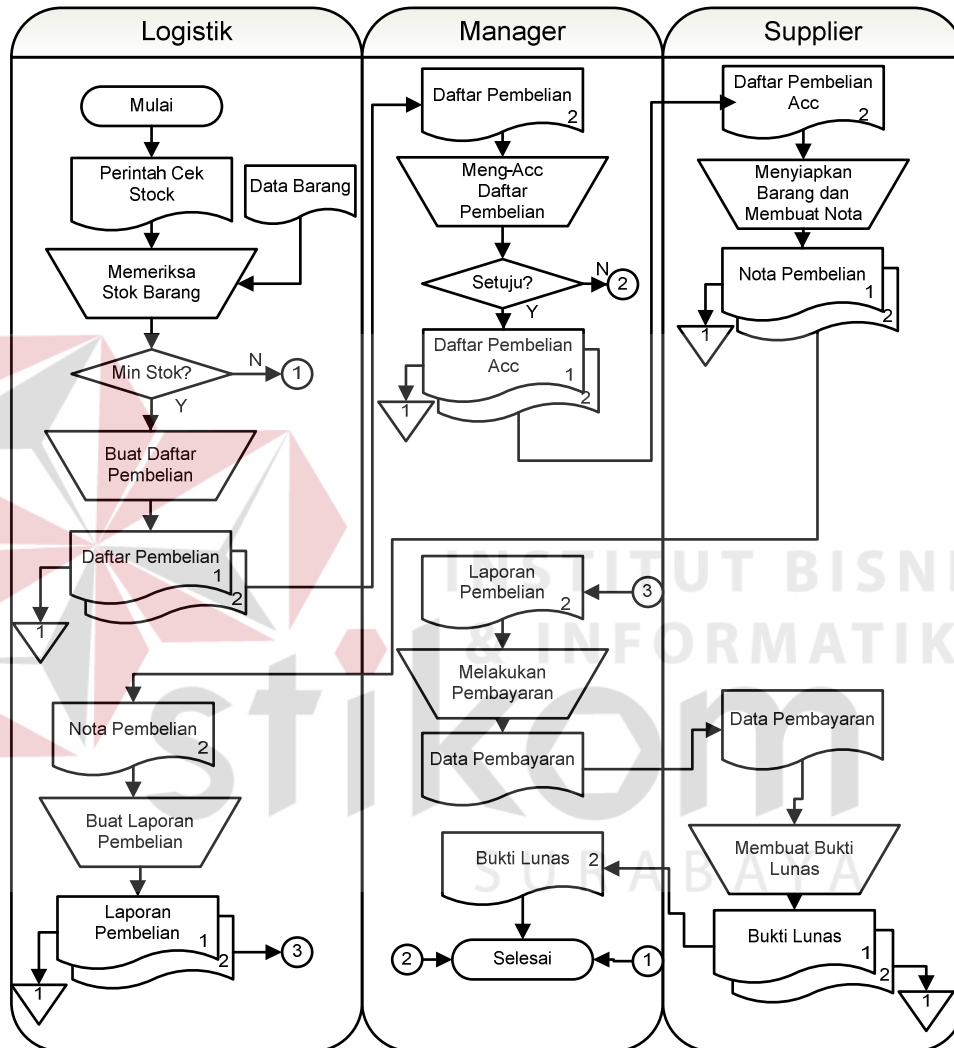 Logistik
Manager
Supplier
Mulai
Perintah Cek
Stock
Data Barang
Memeriksa
Stok Barang
Min Stok?
N
1
Y
Buat Daftar
Pembelian
Daftar Pembelian
1
2
1
Nota Pembelian
2
Buat Laporan
Pembelian
Laporan
Pembelian
1
2
3
1
Daftar Pembelian
2
Meng-Acc
Daftar
Pembelian
Setuju?
N
2
Y
Daftar Pembelian
Acc
1
2
1
Laporan
Pembelian
2
3
Melakukan
Pembayaran
Data Pembayaran
Bukti Lunas
2
2
Selesai
1
Daftar Pembelian
Acc
2
Menyiapkan
Barang dan
Membuat Nota
Nota Pembelian
1
2
1
Data Pembayaran
Membuat Bukti
Lunas
Bukti Lunas
1
2
1
INSTITUT BISNI
& INFORMATIK
stikom
SURABAYA